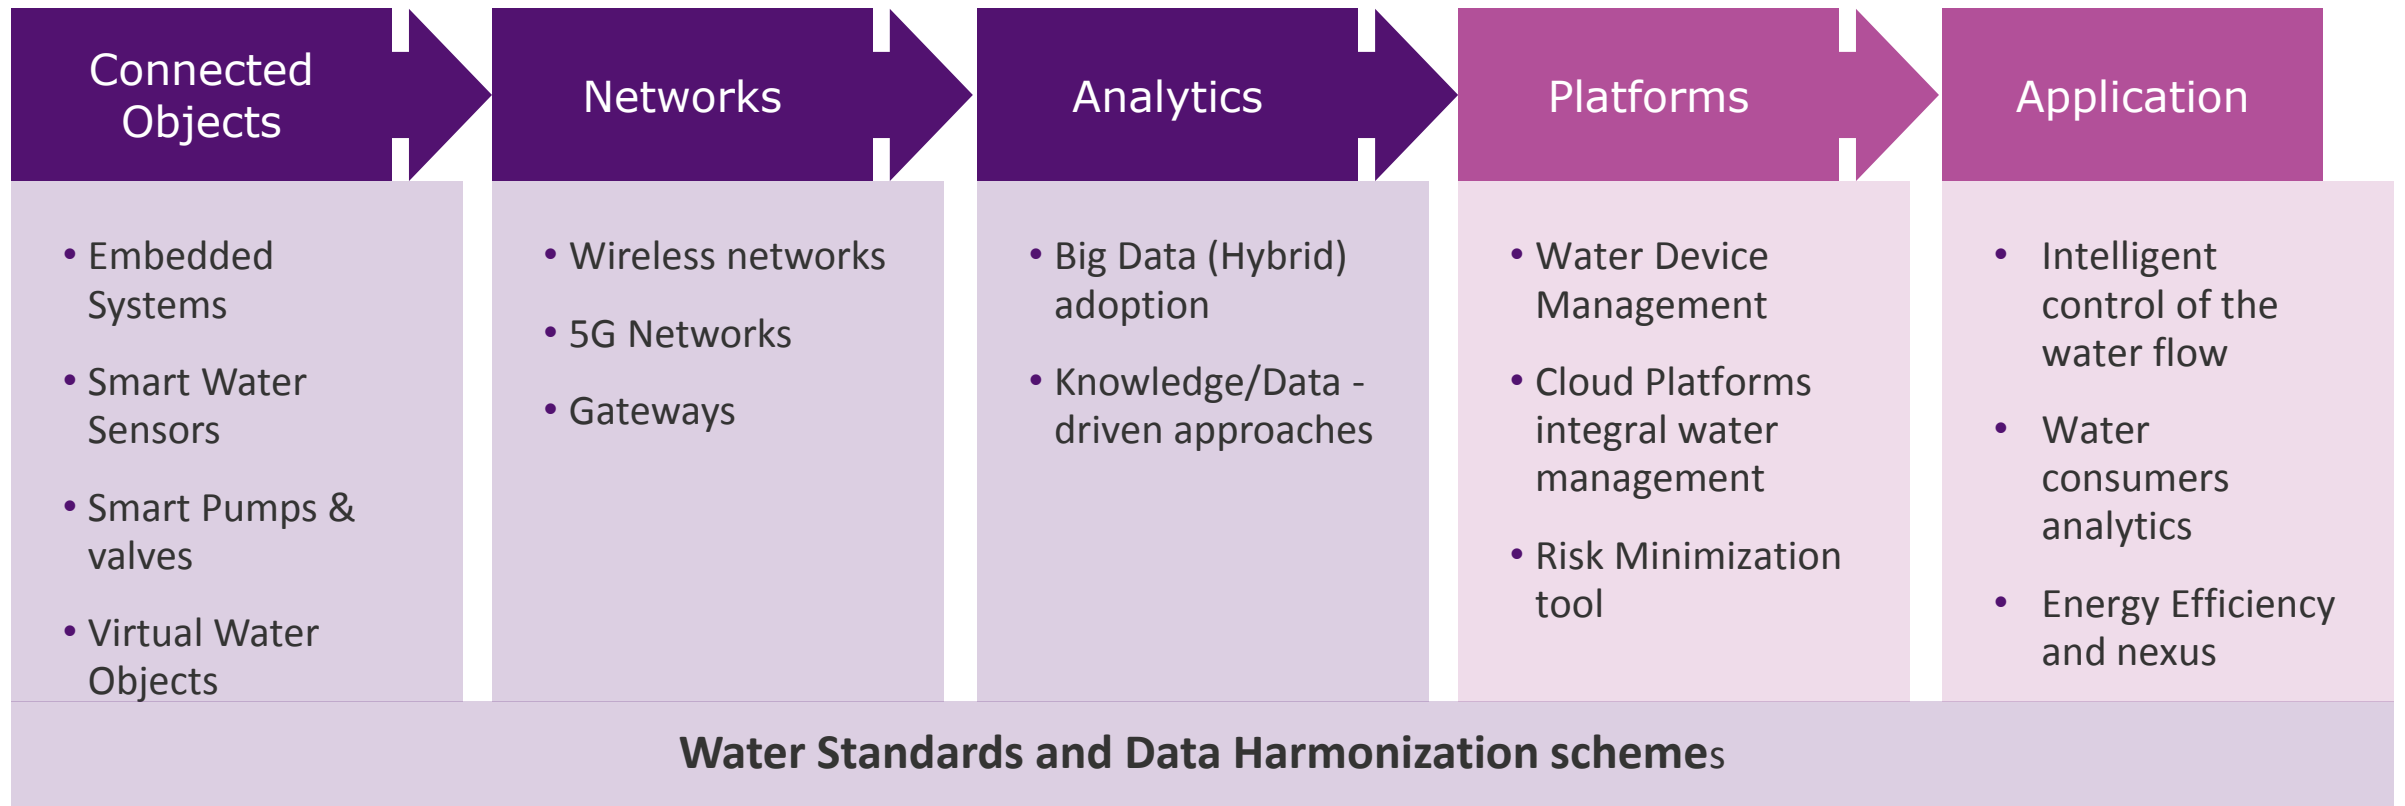 Connected
Objects
Networks
Analytics
Platforms
Application
• Embedded
Systems
• Smart Water
Sensors
• Smart Pumps &
valves
• Virtual Water
Objects
• Wireless networks
• 5G Networks
• Gateways
• Big Data (Hybrid)
adoption
• Knowledge/Data -
driven approaches
• Water Device
Management
• Cloud Platforms
integral water
management
• Risk Minimization
tool
• Intelligent
control of the
water flow
• Water
consumers
analytics
• Energy Efficiency
and nexus
Water Standards and Data Harmonization schemes